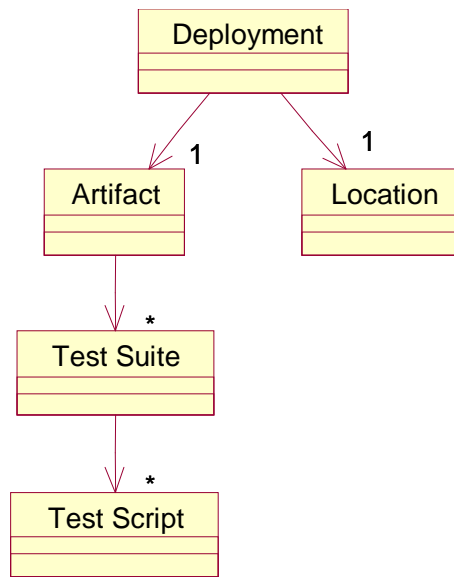 Deployment
1
1
Artifact
Location
*
Test Suite
*
Test Script